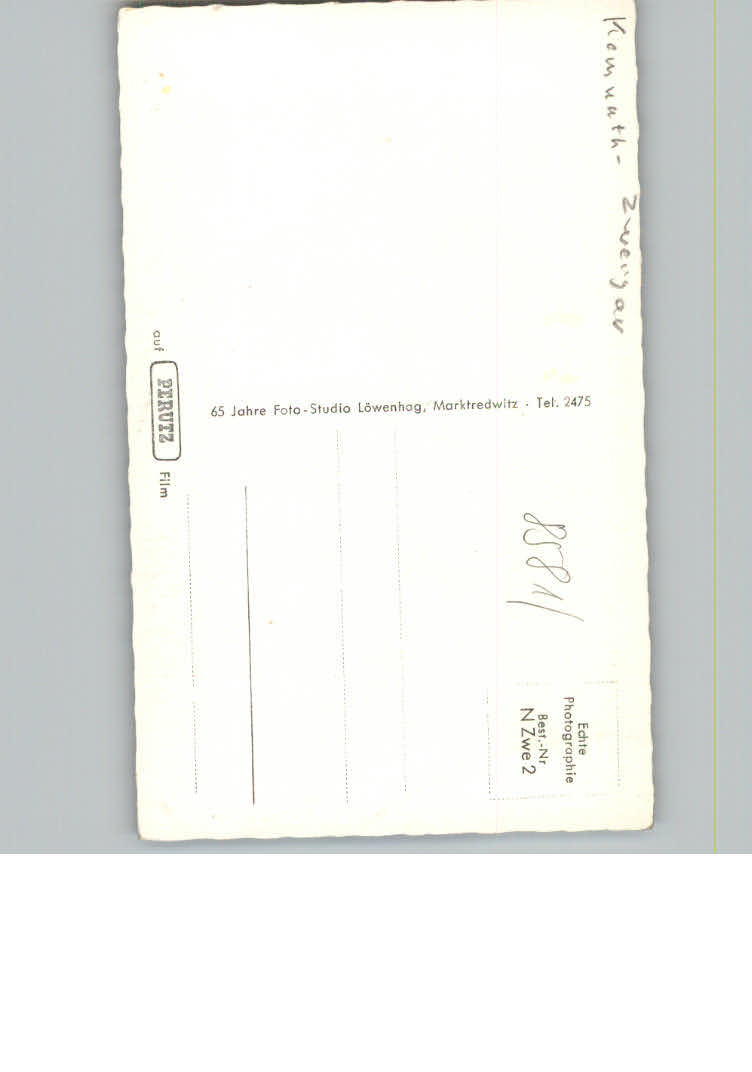 Kemnath- Zwergau
65 Jahre Foto-Studio Löwenhag, Marktredwitz · Tel. 2475
auf PERUTZ Film
8581/
Echte
Photographie
Best.-Nr
N Zwe 2